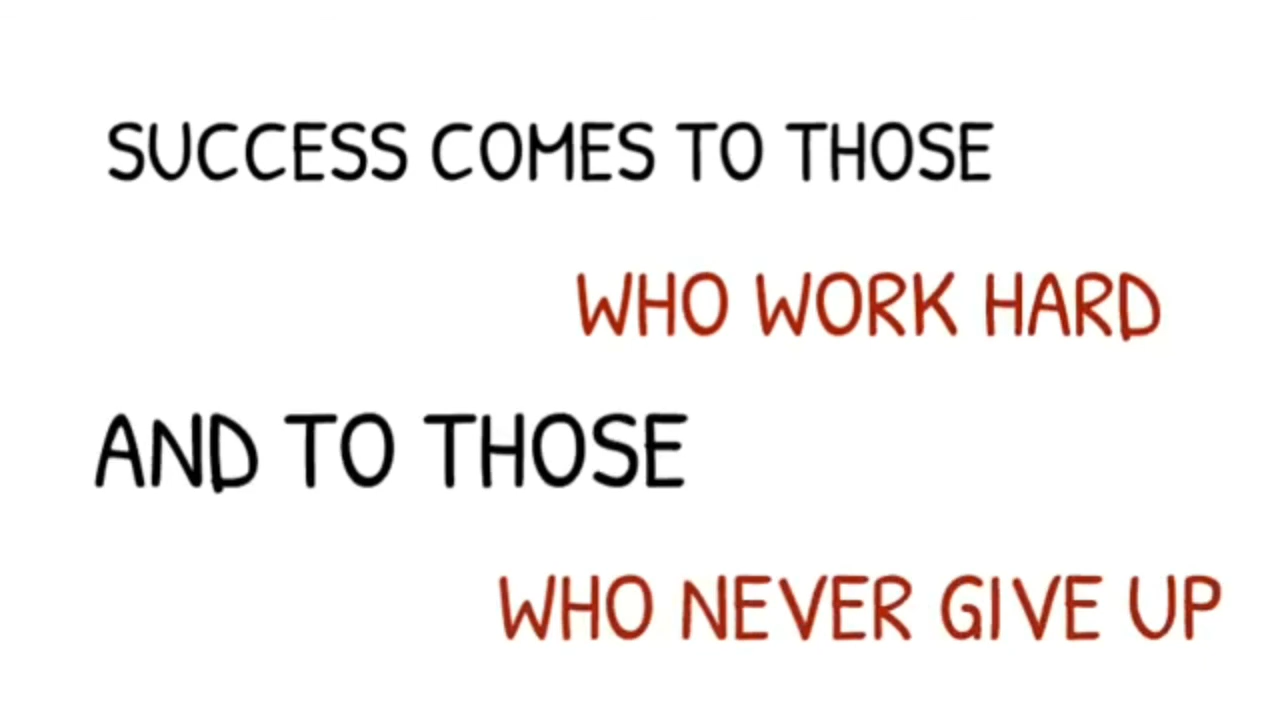 SUCCESS COMES TO THOSE
WHO WORK HARD
AND TO THOSE
WHO NEVER GIVE UP